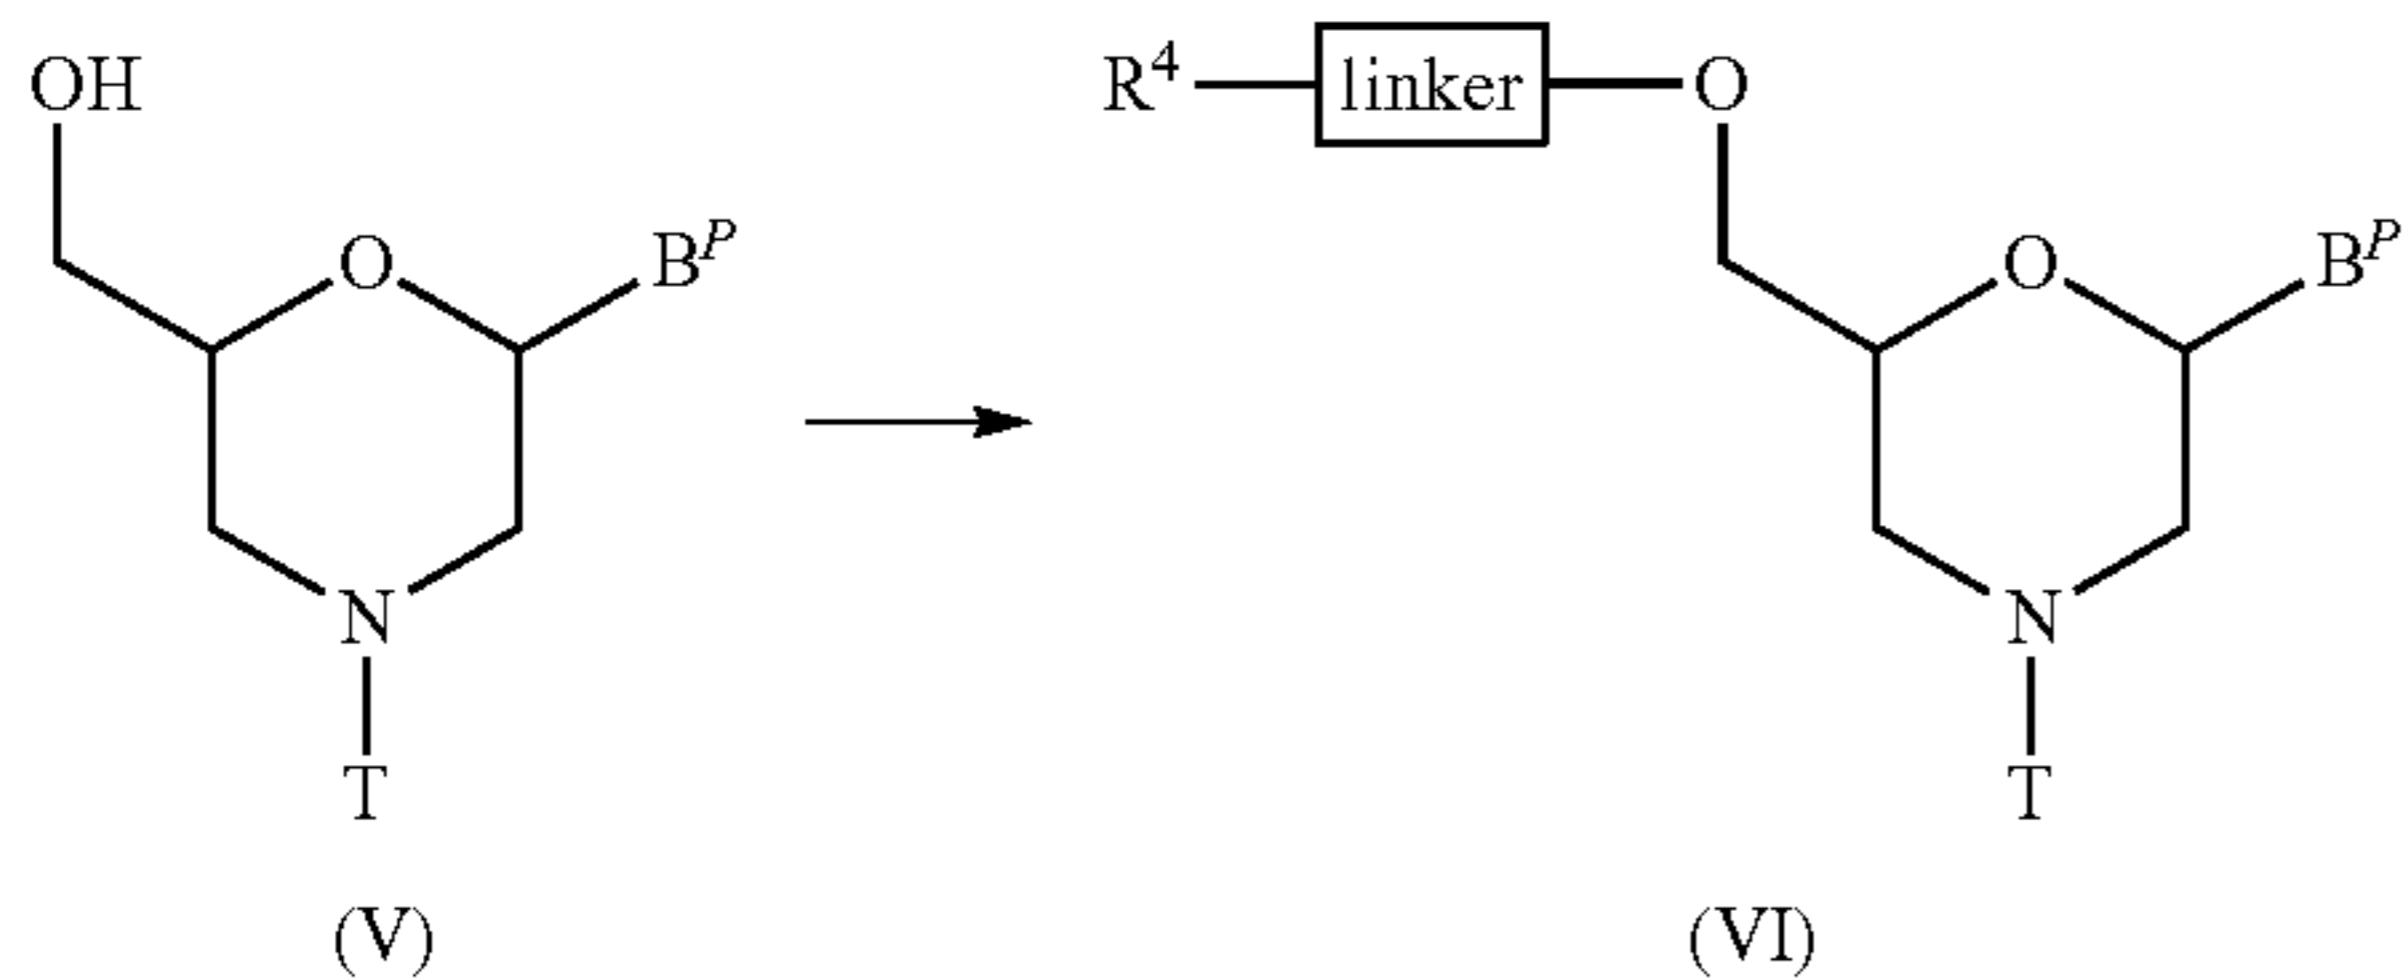 OH
R⁴ linker O
O Bᴾ
O Bᴾ
N
N
T
T
(V)
(VI)